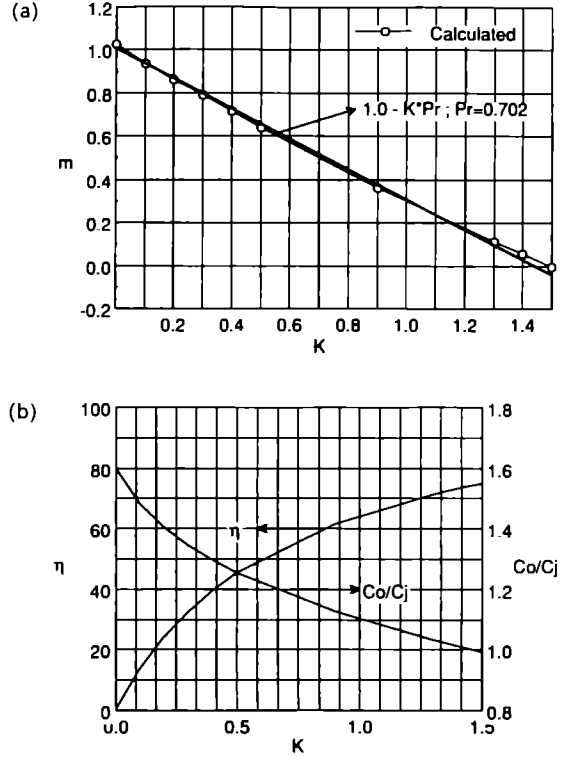 (a)
1.2
1.0
0.8
0.6
0.4
0.2
0.0
-0.2
m
Calculated
1.0 - K*Pr ; Pr=0.702
0.2 0.4 0.6 0.8 1.0 1.2 1.4
K
(b)
100
80
60
40
20
0
η
η
Co/Cj
1.8
1.6
1.4
1.2
1.0
0.8
Co/Cj
0.0 0.5 1.0 1.5
K